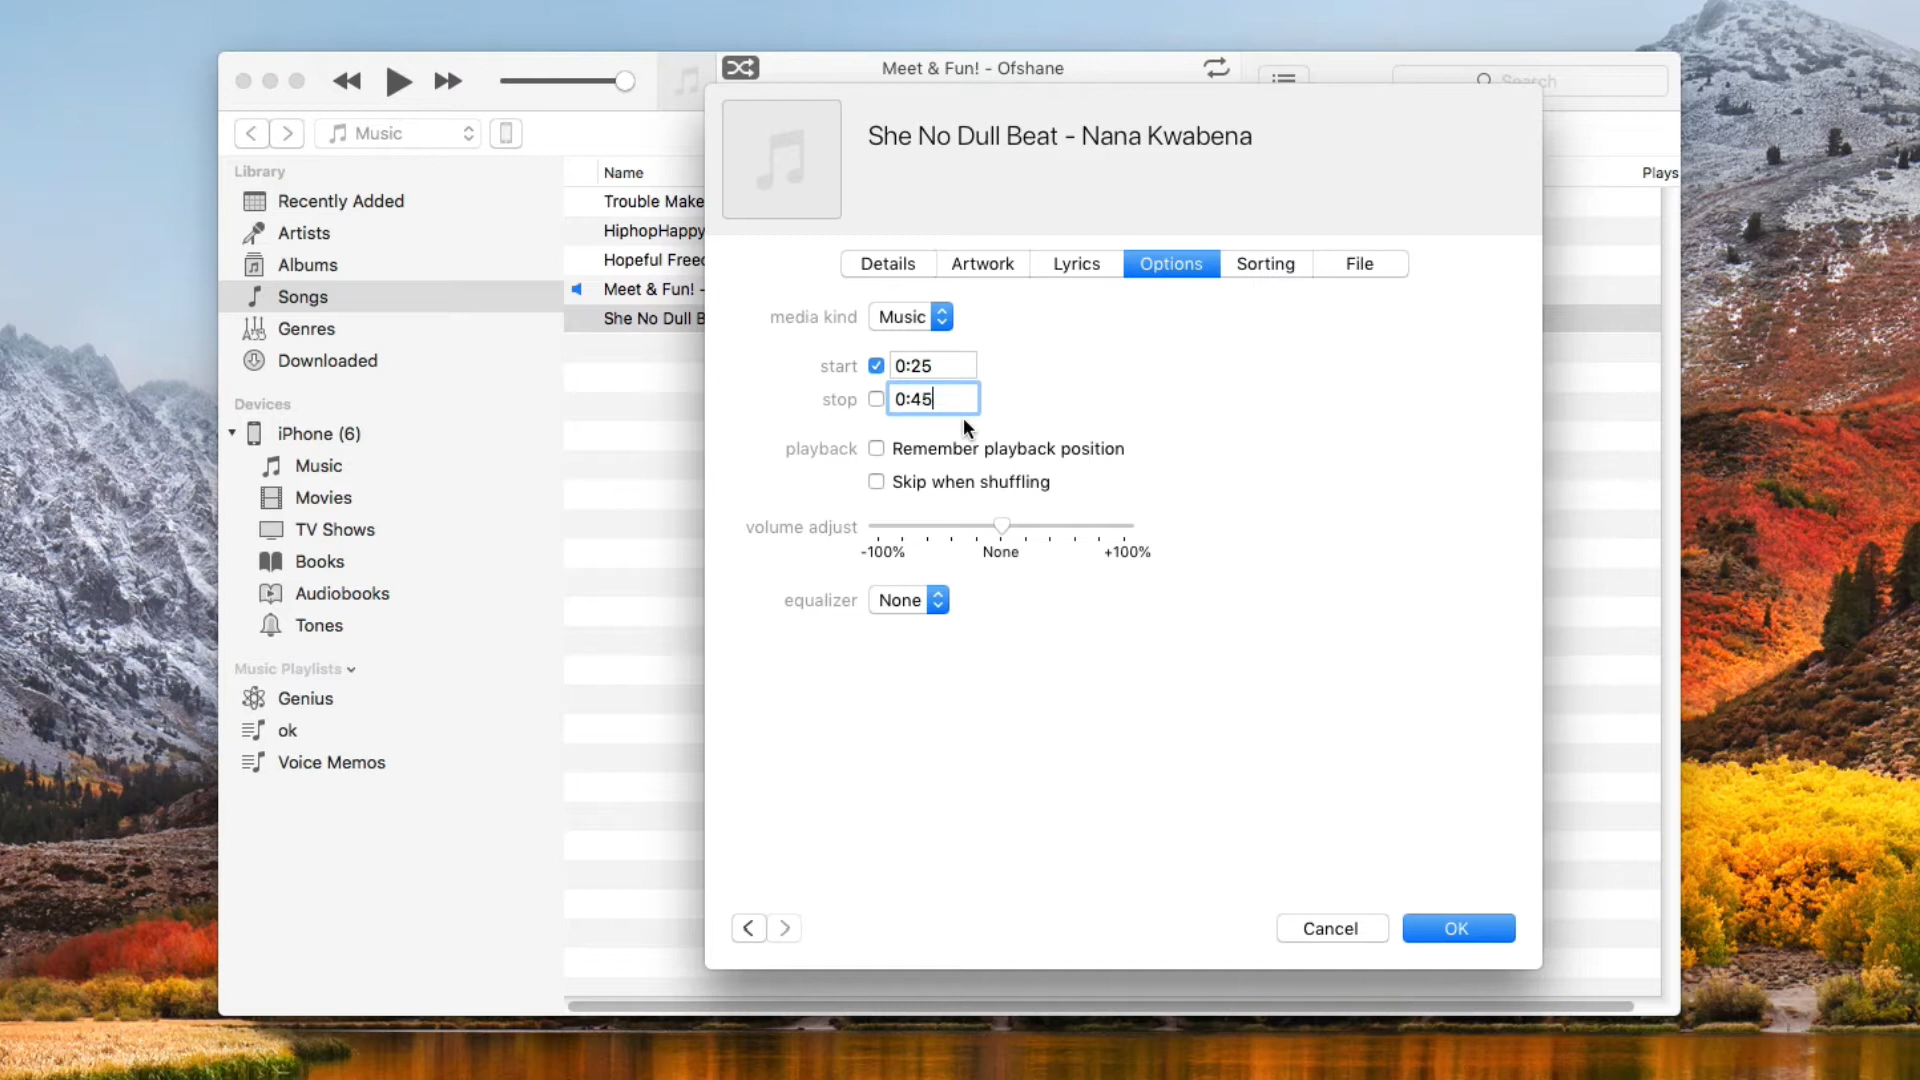 Meet & Fun! - Ofshane
Search
Music
She No Dull Beat - Nana Kwabena
Library
Recently Added
Artists
Albums
Songs
Genres
Downloaded
Devices
iPhone (6)
Music
Movies
TV Shows
Books
Audiobooks
Tones
Music Playlists
Genius
ok
Voice Memos
Name
Plays
Trouble Make
HiphopHappy
Hopeful Freed
Meet & Fun! -
She No Dull B
Details Artwork Lyrics Options Sorting File
media kind Music
start 0:25
stop 0:45
playback Remember playback position
Skip when shuffling
volume adjust
-100% None +100%
equalizer None
Cancel OK